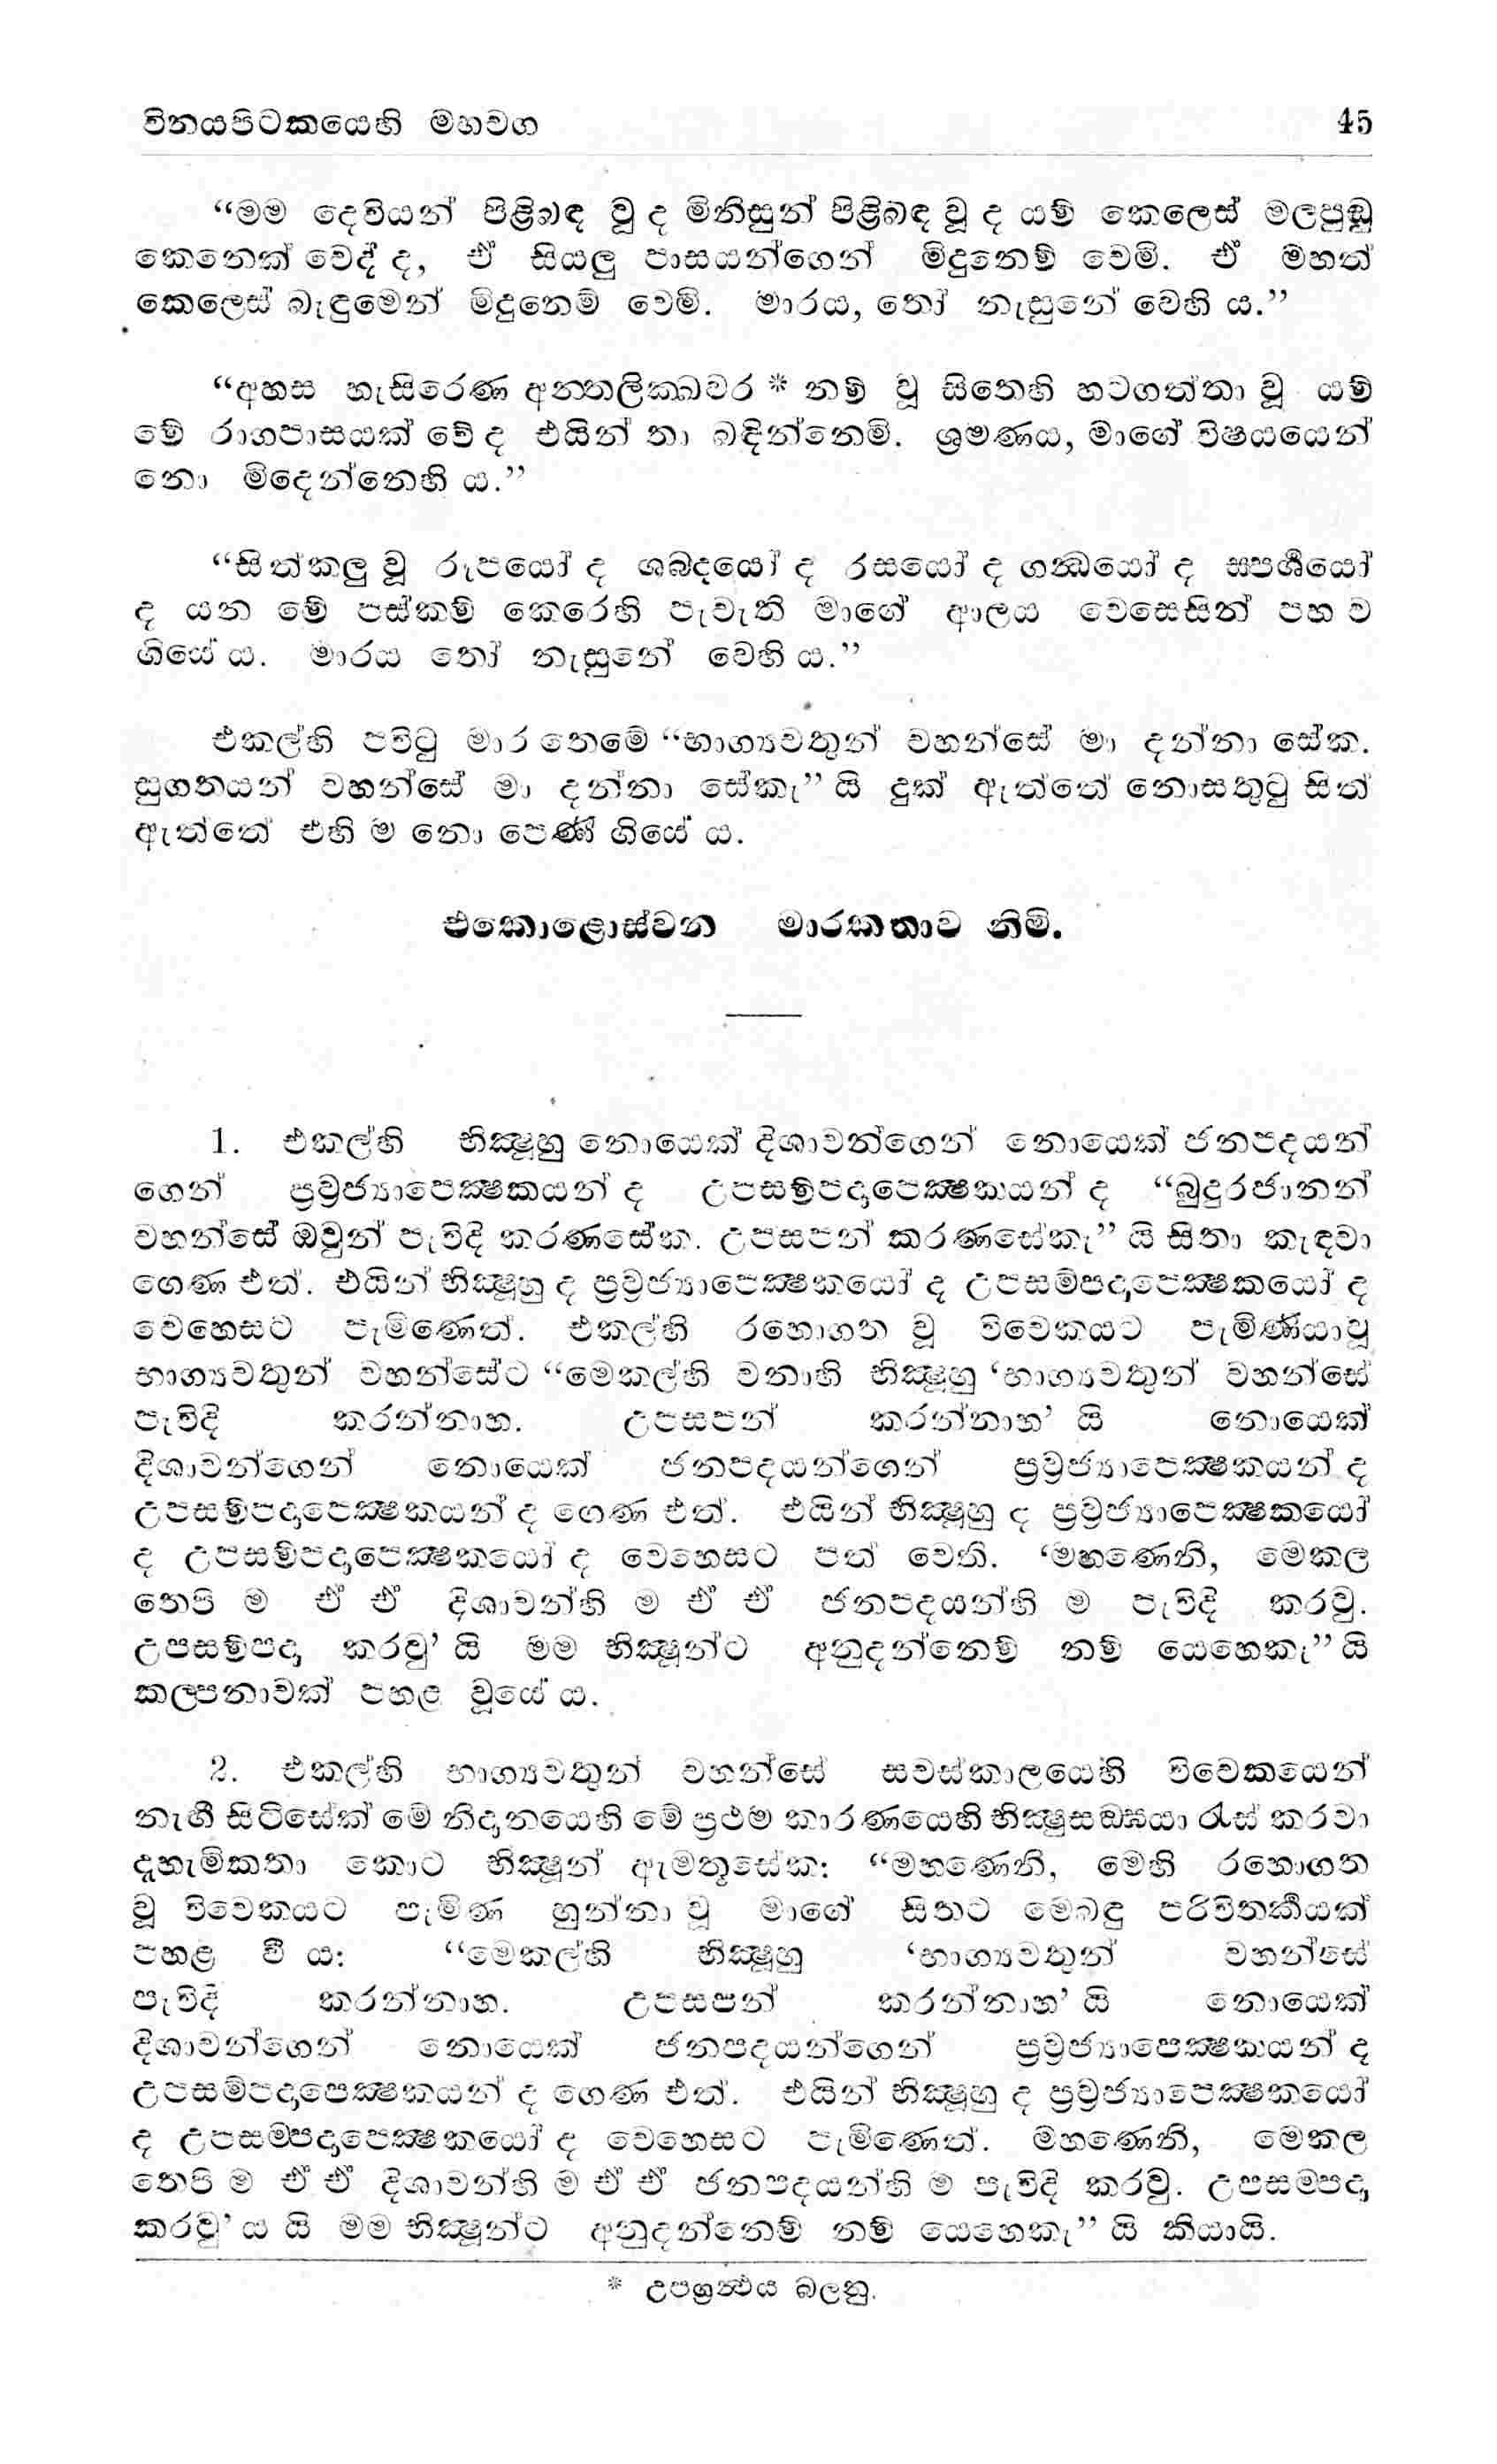 විනයපිටකයෙහි මහවග 45
“මම දෙවියන් පිළිබඳ වූ ද මිනිසුන් පිළිබඳ වූ ද යම් කෙලෙස් මලපුඬු
කෙනෙක් වෙද් ද, ඒ සියලු පාසයන්ගෙන් මිදුනෙම් වෙමි. ඒ මහත්
කෙලෙස් බැඳුමෙන් මිදුනෙම් වෙමි. මාරය, තෝ නැසුනේ වෙහි ය.”
“අහස හැසිරෙණ අන්තලික්ඛචර * නම් වූ සිතෙහි හටගත්තා වූ යම්
මේ රාගපාසයක් වේ ද එයින් තා බඳින්නෙමි. ශ්‍රමණය, මාගේ විෂයයෙන්
නො මිදෙන්නෙහි ය.”
“සිත්කලු වූ රූපයෝ ද ශබ්දයෝ ද රසයෝ ද ගන්‍ධයෝ ද ස්පර්‍ශයෝ
ද යන මේ පස්කම් කෙරෙහි පැවැති මාගේ ආලය වෙසෙසින් පහ ව
ගියේ ය. මාරය තෝ නැසුනේ වෙහි ය.”
එකල්හි පවිටු මාර තෙමේ “භාග්‍යවතුන් වහන්සේ මා දන්නා සේක.
සුගතයන් වහන්සේ මා දන්නා සේකැ” යි දුක් ඇත්තේ නොසතුටු සිත්
ඇත්තේ එහි ම නො පෙණී ගියේ ය.
එකොළොස්වන මාරකතාව නිමි.
1. එකල්හි භික්‍ෂූහු නොයෙක් දිශාවන්ගෙන් නොයෙක් ජනපදයන්
ගෙන් ප්‍රව්‍රජ්‍යාපෙක්‍ෂකයන් ද උපසම්පදාපෙක්‍ෂකයන් ද “බුදුරජානන්
වහන්සේ ඔවුන් පැවිදි කරණසේක. උපසපන් කරණසේකැ” යි සිතා කැඳවා
ගෙණ එත්. එයින් භික්‍ෂූහු ද ප්‍රව්‍රජ්‍යාපෙක්‍ෂකයෝ ද උපසම්පදාපෙක්‍ෂකයෝ ද
වෙහෙසට පැමිණෙත්. එකල්හි රහොගත වූ විවෙකයට පැමිණියාවූ
භාග්‍යවතුන් වහන්සේට “මෙකල්හි වනාහි භික්‍ෂූහු ‘භාග්‍යවතුන් වහන්සේ
පැවිදි කරන්නාහ. උපසපන් කරන්නාහ’ යි නොයෙක්
දිශාවන්ගෙන් නොයෙක් ජනපදයන්ගෙන් ප්‍රව්‍රජ්‍යාපෙක්‍ෂකයන් ද
උපසම්පදාපෙක්‍ෂකයන් ද ගෙණ එත්. එයින් භික්‍ෂූහු ද ප්‍රව්‍රජ්‍යාපෙක්‍ෂකයෝ
ද උපසම්පදාපෙක්‍ෂකයෝ ද වෙහෙසට පත් වෙති. ‘මහණෙනි, මෙකල
තෙපි ම ඒ ඒ දිශාවන්හි ම ඒ ඒ ජනපදයන්හි ම පැවිදි කරවු.
උපසම්පදා කරවු’ යි මම භික්‍ෂූන්ට අනුදන්නෙම් නම් යෙහෙකැ” යි
කල්පනාවක් පහළ වූයේ ය.
2. එකල්හි භාග්‍යවතුන් වහන්සේ සවස්කාලයෙහි විවෙකයෙන්
නැඟී සිටිසේක් මේ නිදානයෙහි මේ ප්‍රථම කාරණයෙහි භික්‍ෂුසඞ්ඝයා රැස් කරවා
දැහැමිකතා කොට භික්‍ෂූන් ඇමතූසේක: “මහණෙනි, මෙහි රහොගත
වූ විවෙකයට පැමිණ හුන්නා වූ මාගේ සිතට මෙබඳු පරිවිතර්‍කයක්
පහළ වී ය: “මෙකල්හි භික්‍ෂූහු ‘භාග්‍යවතුන් වහන්සේ
පැවිදි කරන්නාහ. උපසපන් කරන්නාහ’ යි නොයෙක්
දිශාවන්ගෙන් නොයෙක් ජනපදයන්ගෙන් ප්‍රව්‍රජ්‍යාපෙක්‍ෂකයන් ද
උපසම්පදාපෙක්‍ෂකයන් ද ගෙණ එත්. එයින් භික්‍ෂූහු ද ප්‍රව්‍රජ්‍යාපෙක්‍ෂකයෝ
ද උපසම්පදාපෙක්‍ෂකයෝ ද වෙහෙසට පැමිණෙත්. මහණෙනි, මෙකල
තෙපි ම ඒ ඒ දිශාවන්හි ම ඒ ඒ ජනපදයන්හි ම පැවිදි කරවු. උපසම්පදා
කරවු’ ය යි මම භික්‍ෂූන්ට අනුදන්නෙම් නම් යෙහෙකැ” යි කියායි.
* උපග්‍රන්‍ථය බලනු.